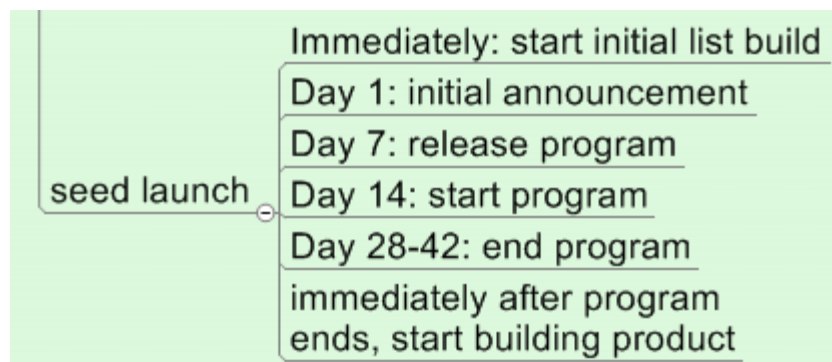 seed launch
Immediately: start initial list build
Day 1: initial announcement
Day 7: release program
Day 14: start program
Day 28-42: end program
immediately after program
ends, start building product